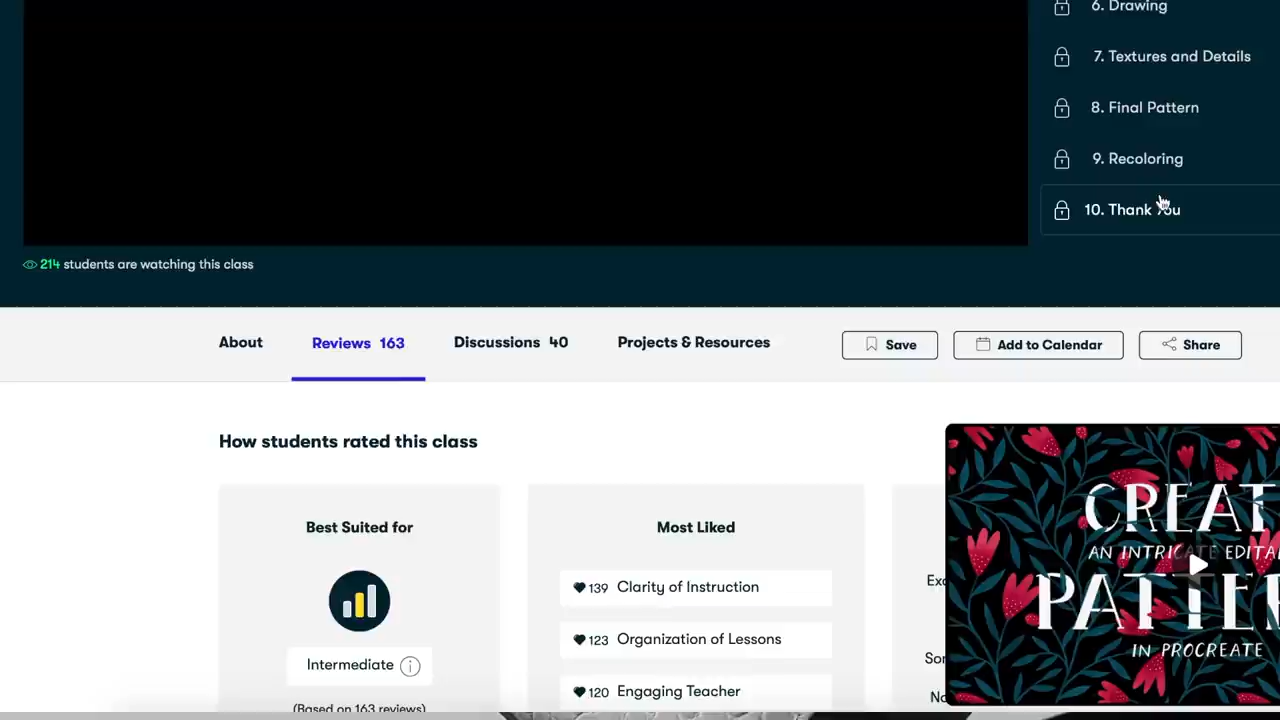 6. Drawing
7. Textures and Details
8. Final Pattern
9. Recoloring
10. Thank You
214 students are watching this class
About
Reviews 163
Discussions 40
Projects & Resources
Save
Add to Calendar
Share
How students rated this class
Best Suited for
Intermediate
(Based on 163 reviews)
Most Liked
139 Clarity of Instruction
123 Organization of Lessons
120 Engaging Teacher
CREAT
AN INTRICATE EDITA
PATTE
IN PROCREATE